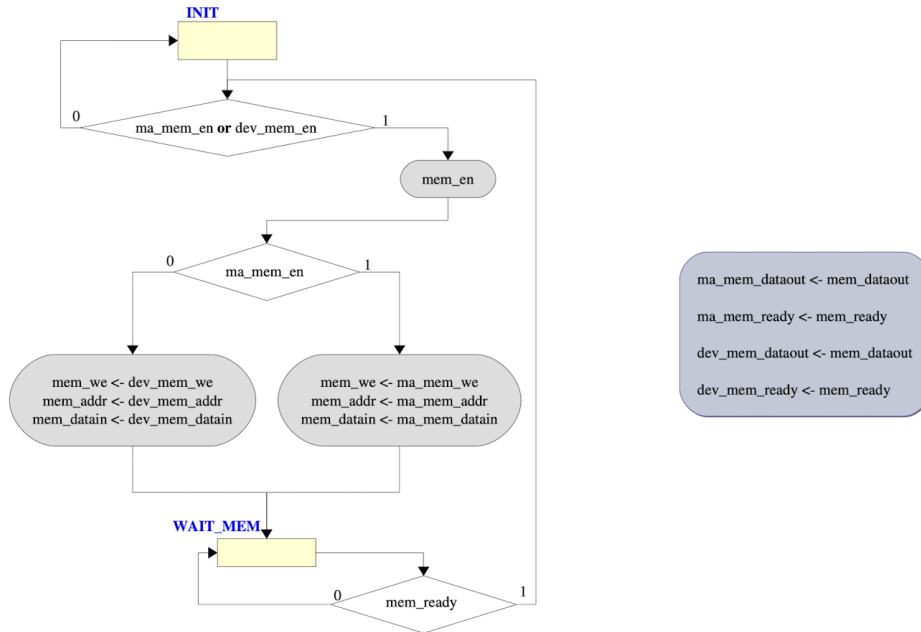 INIT
0
ma_mem_en or dev_mem_en
1
mem_en
0
ma_mem_en
1
mem_we <- dev_mem_we
mem_addr <- dev_mem_addr
mem_datain <- dev_mem_datain
mem_we <- ma_mem_we
mem_addr <- ma_mem_addr
mem_datain <- ma_mem_datain
WAIT_MEM
0
mem_ready
1
ma_mem_dataout <- mem_dataout
ma_mem_ready <- mem_ready
dev_mem_dataout <- mem_dataout
dev_mem_ready <- mem_ready